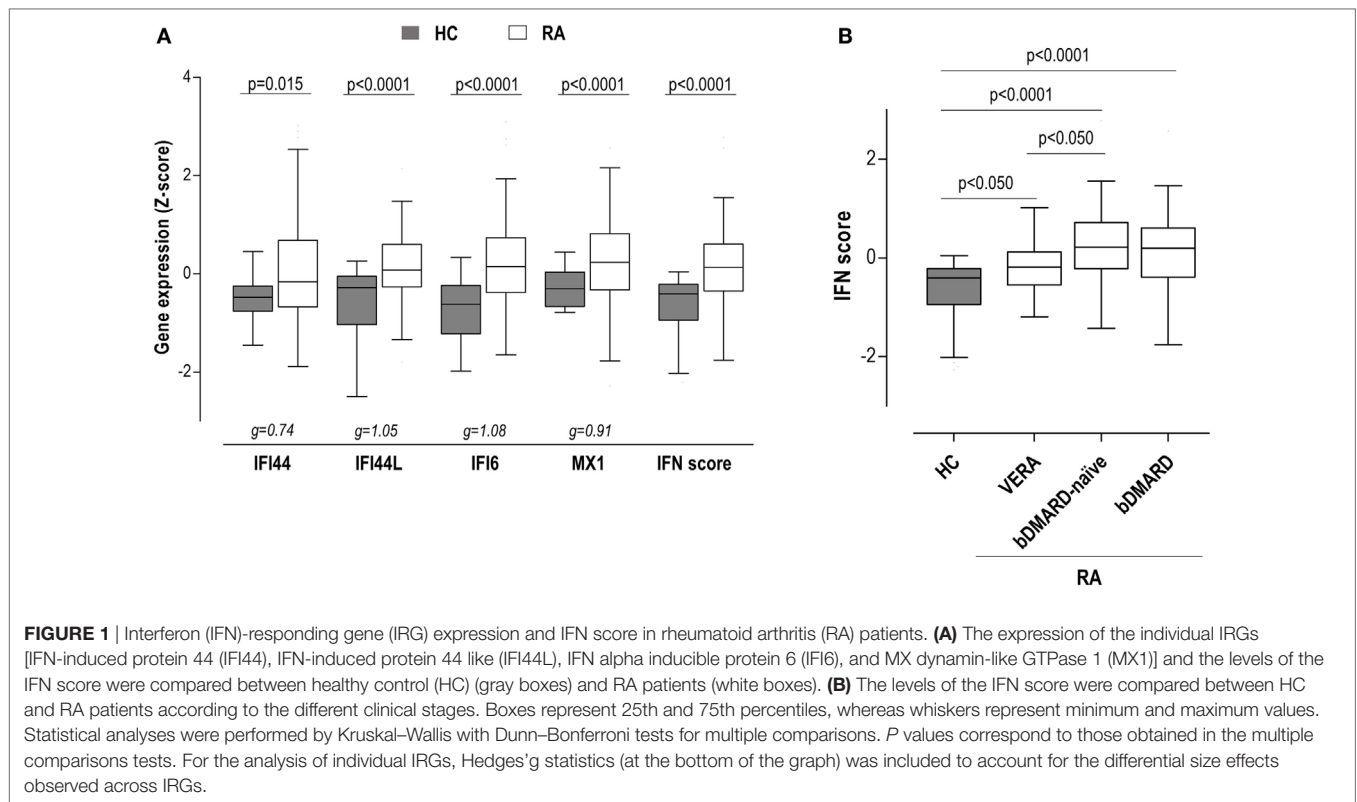 A
HC
RA
4
2
0
-2
Gene expression (Z-score)
p=0.015
p<0.0001
p<0.0001
p<0.0001
p<0.0001
g=0.74
g=1.05
g=1.08
g=0.91
IFI44
IFI44L
IFI6
MX1
IFN score
B
p<0.0001
p<0.0001
p<0.050
p<0.050
2
0
-2
IFN score
HC
VERA
bDMARD-naïve
bDMARD
RA
FIGURE 1 | Interferon (IFN)-responding gene (IRG) expression and IFN score in rheumatoid arthritis (RA) patients. (A) The expression of the individual IRGs
[IFN-induced protein 44 (IFI44), IFN-induced protein 44 like (IFI44L), IFN alpha inducible protein 6 (IFI6), and MX dynamin-like GTPase 1 (MX1)] and the levels of the
IFN score were compared between healthy control (HC) (gray boxes) and RA patients (white boxes). (B) The levels of the IFN score were compared between HC
and RA patients according to the different clinical stages. Boxes represent 25th and 75th percentiles, whereas whiskers represent minimum and maximum values.
Statistical analyses were performed by Kruskal–Wallis with Dunn–Bonferroni tests for multiple comparisons. P values correspond to those obtained in the multiple
comparisons tests. For the analysis of individual IRGs, Hedges'g statistics (at the bottom of the graph) was included to account for the differential size effects
observed across IRGs.